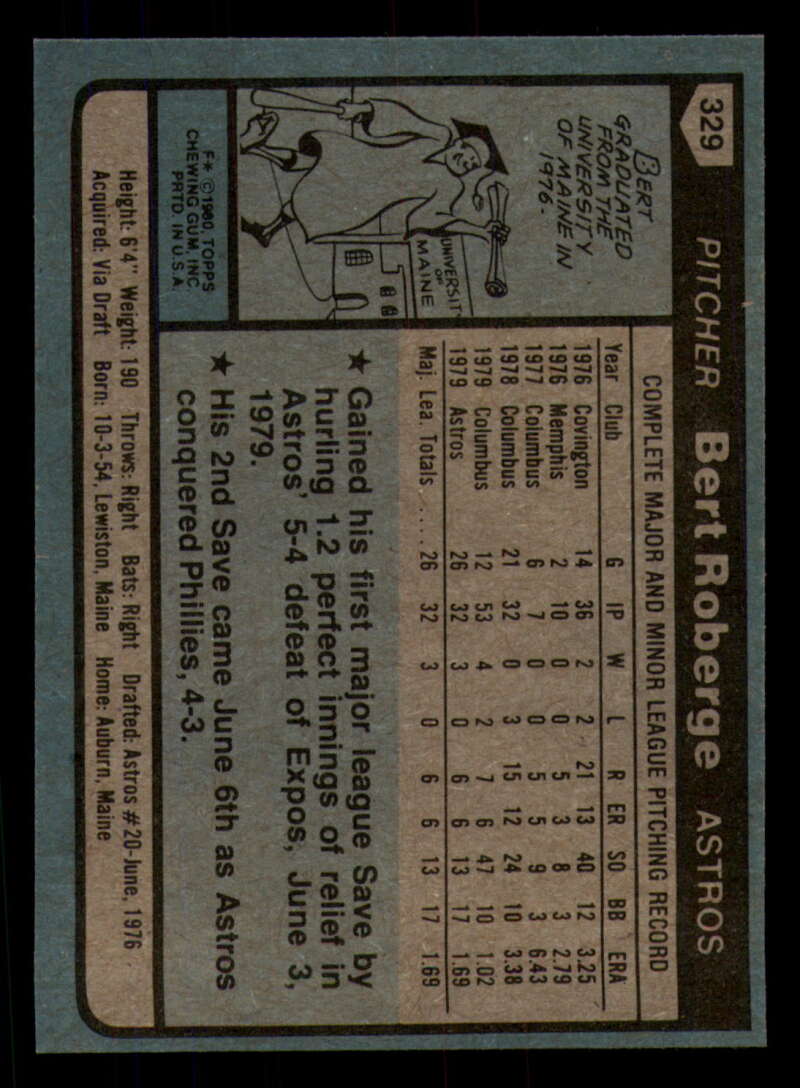 329
PITCHER Bert Roberge ASTROS
BERT
GRADUATED
FROM THE
UNIVERSITY
OF MAINE IN
1976.
UNIVERSITY
OF
MAINE
F★ © 1980, TOPPS
CHEWING GUM, INC.
PRTD. IN U.S.A.
COMPLETE MAJOR AND MINOR LEAGUE PITCHING RECORD
Year Club G IP W L R ER SO BB ERA
1976 Covington 14 36 2 2 21 13 40 12 3.25
1976 Memphis 2 10 0 0 5 3 8 3 2.79
1977 Columbus 6 7 0 0 5 5 9 3 6.43
1978 Columbus 21 32 0 3 15 12 24 10 3.38
1979 Columbus 12 53 4 2 7 6 47 10 1.02
1979 Astros 26 32 3 0 6 6 13 17 1.69
Maj. Lea. Totals . . . . . 26 32 3 0 6 6 13 17 1.69
★ Gained his first major league Save by
hurling 1.2 perfect innings of relief in
Astros' 5-4 defeat of Expos, June 3,
1979.
★ His 2nd Save came June 6th as Astros
conquered Phillies, 4-3.
Height: 6'4" Weight: 190 Throws: Right Bats: Right Drafted: Astros #20-June, 1976
Acquired: Via Draft Born: 10-3-54, Lewiston, Maine Home: Auburn, Maine